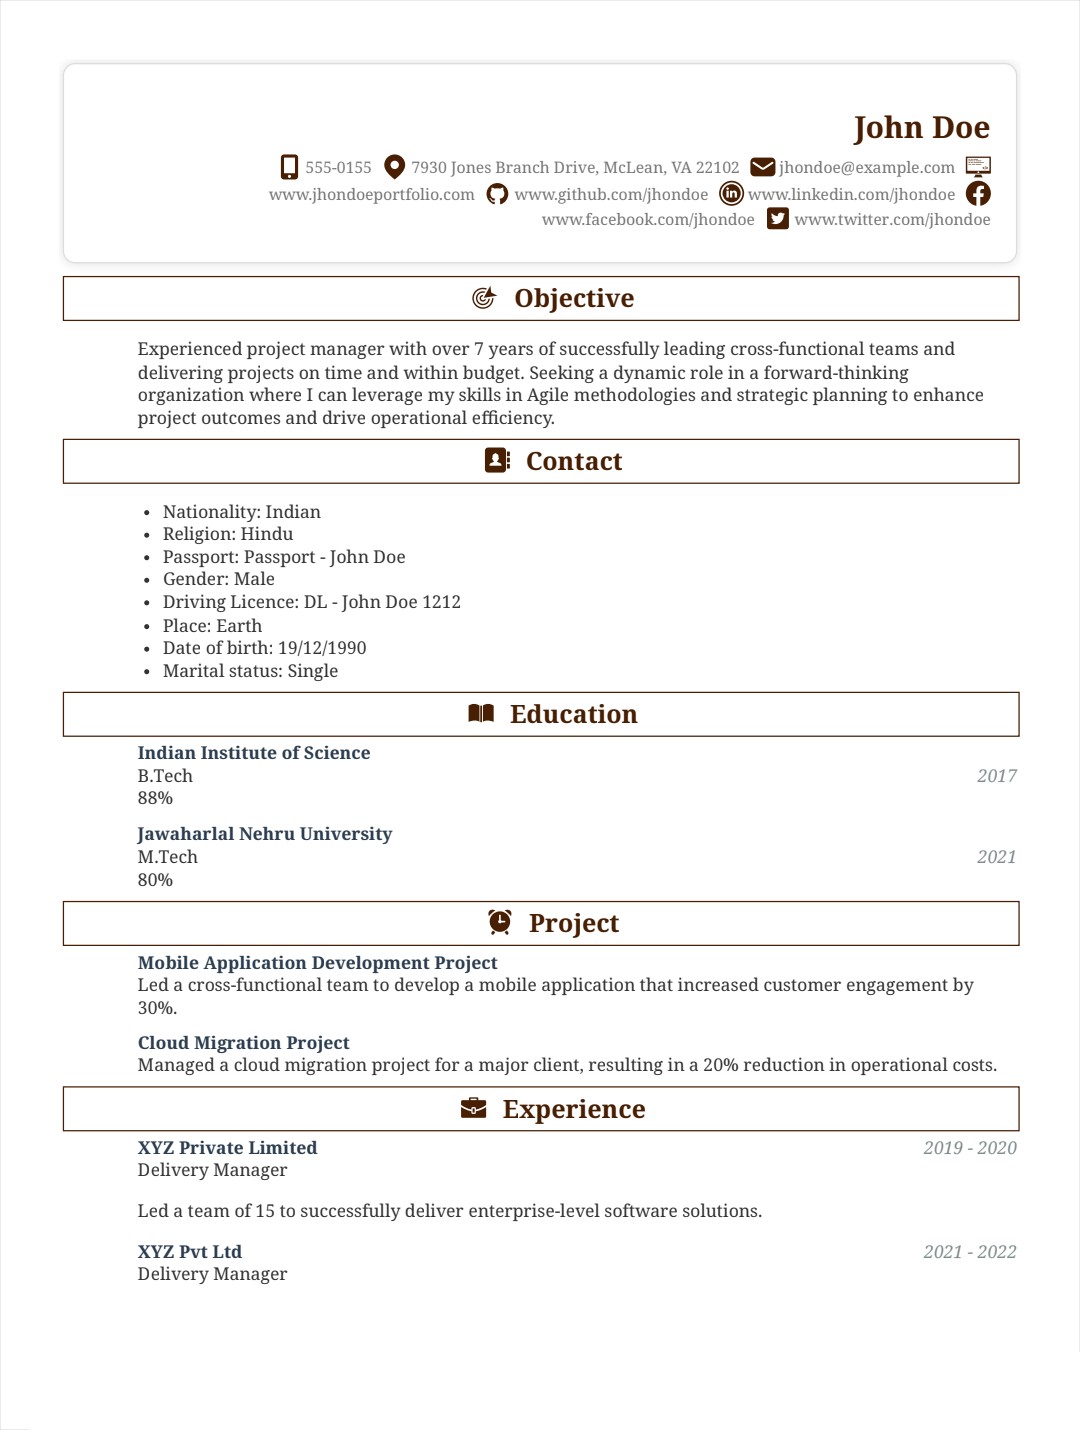 John Doe
555-0155 7930 Jones Branch Drive, McLean, VA 22102 jhondoe@example.com
www.jhondoeportfolio.com www.github.com/jhondoe www.linkedin.com/jhondoe
www.facebook.com/jhondoe www.twitter.com/jhondoe
Objective
Experienced project manager with over 7 years of successfully leading cross-functional teams and
delivering projects on time and within budget. Seeking a dynamic role in a forward-thinking
organization where I can leverage my skills in Agile methodologies and strategic planning to enhance
project outcomes and drive operational efficiency.
Contact
• Nationality: Indian
• Religion: Hindu
• Passport: Passport - John Doe
• Gender: Male
• Driving Licence: DL - John Doe 1212
• Place: Earth
• Date of birth: 19/12/1990
• Marital status: Single
Education
Indian Institute of Science
B.Tech 2017
88%
Jawaharlal Nehru University
M.Tech 2021
80%
Project
Mobile Application Development Project
Led a cross-functional team to develop a mobile application that increased customer engagement by
30%.
Cloud Migration Project
Managed a cloud migration project for a major client, resulting in a 20% reduction in operational costs.
Experience
XYZ Private Limited 2019 - 2020
Delivery Manager
Led a team of 15 to successfully deliver enterprise-level software solutions.
XYZ Pvt Ltd 2021 - 2022
Delivery Manager